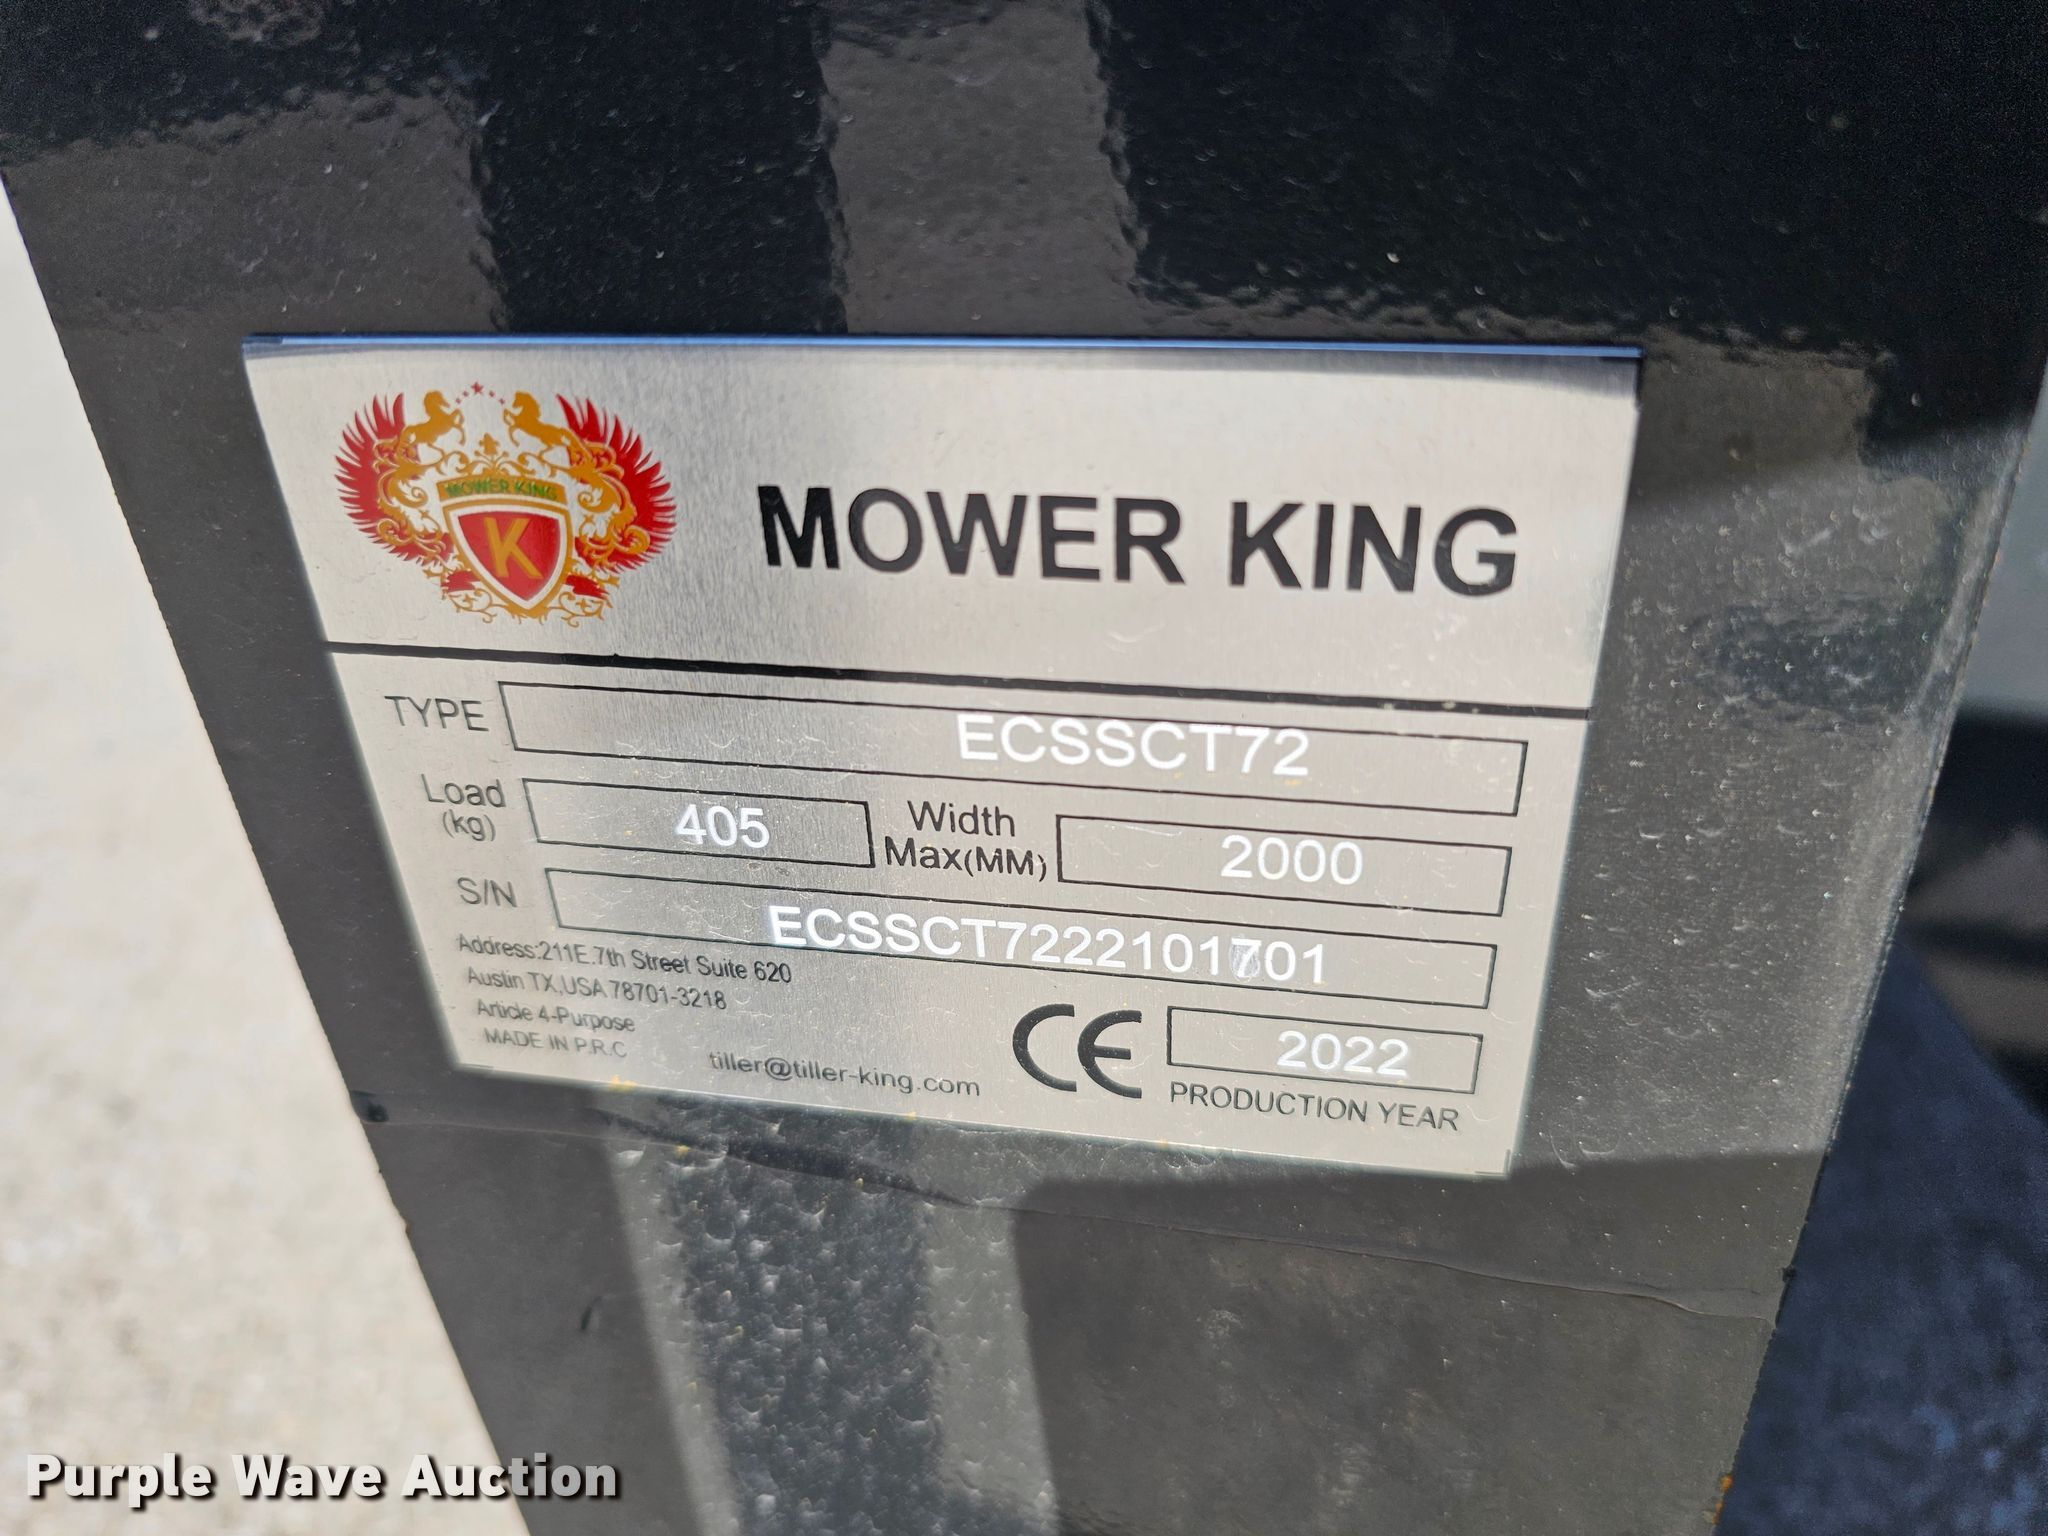 MOWER KING
K
MOWER KING
TYPE ECSSCT72
Load (kg) 405 Width Max(MM) 2000
S/N ECSSCT7222101701
Address:211E.7th Street Suite 620
Austin TX,USA 78701-3218
Article 4-Purpose
MADE IN P.R.C
tiller@tiller-king.com
CE 2022
PRODUCTION YEAR
Purple Wave Auction